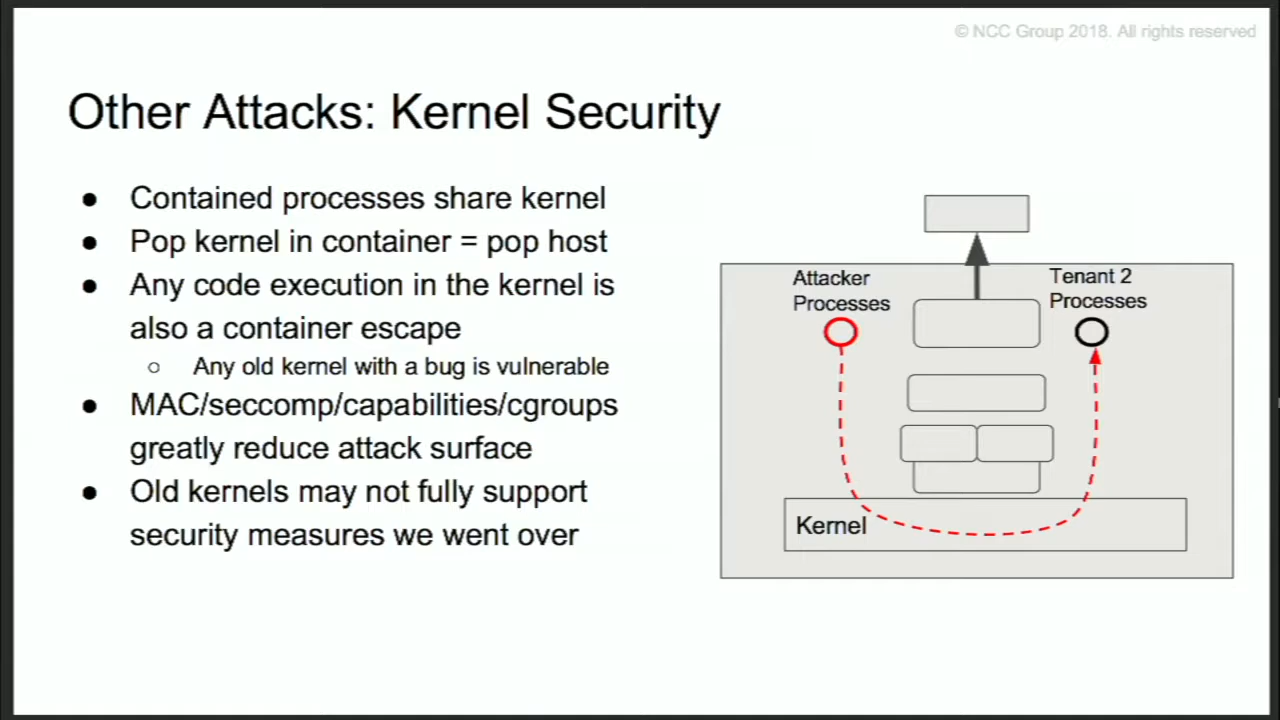 © NCC Group 2018. All rights reserved
Other Attacks: Kernel Security
● Contained processes share kernel
● Pop kernel in container = pop host
● Any code execution in the kernel is
also a container escape
○ Any old kernel with a bug is vulnerable
● MAC/seccomp/capabilities/cgroups
greatly reduce attack surface
● Old kernels may not fully support
security measures we went over
Attacker
Processes
Tenant 2
Processes
Kernel